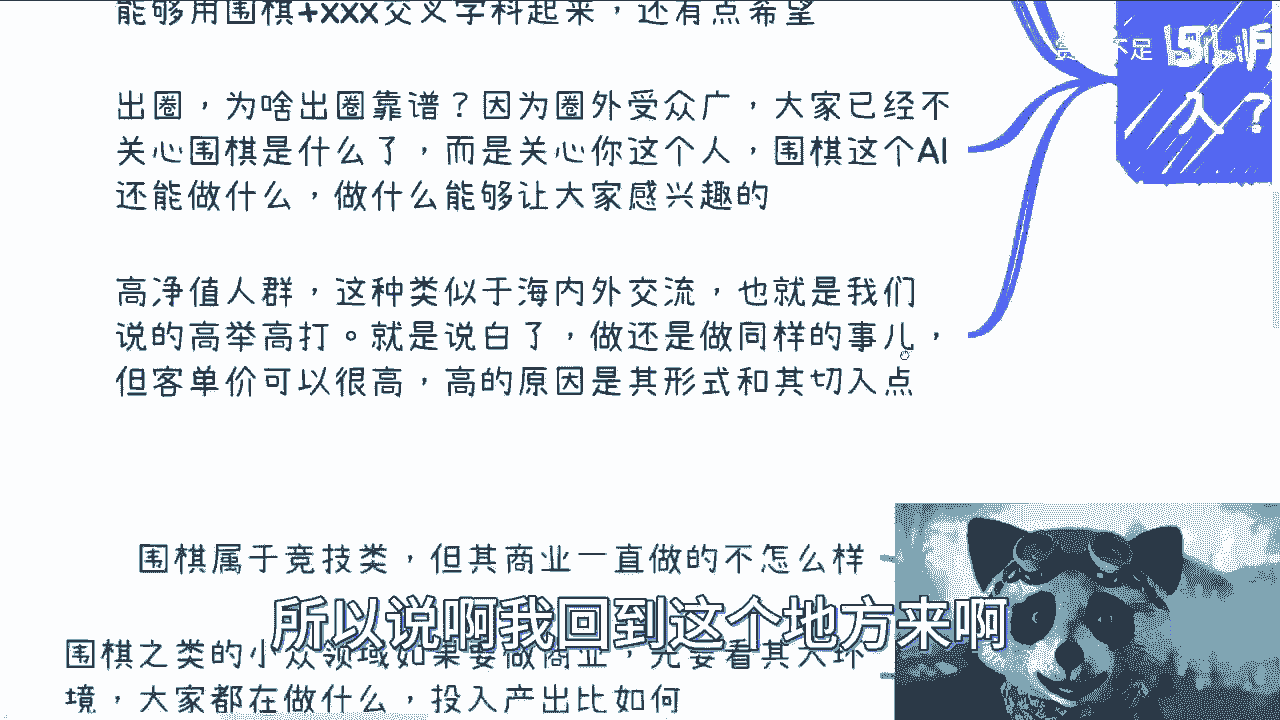 能够用围棋+xxx交叉学科起来，还有点希望
不足
人？
出圈，为啥出圈靠谱？因为圈外受众广，大家已经不
关心围棋是什么了，而是关心你这个人，围棋这个AI
还能做什么，做什么能够让大家感兴趣的
高净值人群，这种类似于海内外交流，也就是我们
说的高举高打。就是说白了，做还是做同样的事儿，
但客单价可以很高，高的原因是其形式和其切入点
围棋属于竞技类，但其商业一直做的不怎么样
所以说啊我回到这个地方来啊
围棋之类的小众领域如果要做商业，先要看其大环
境，大家都在做什么，投入产出比如何